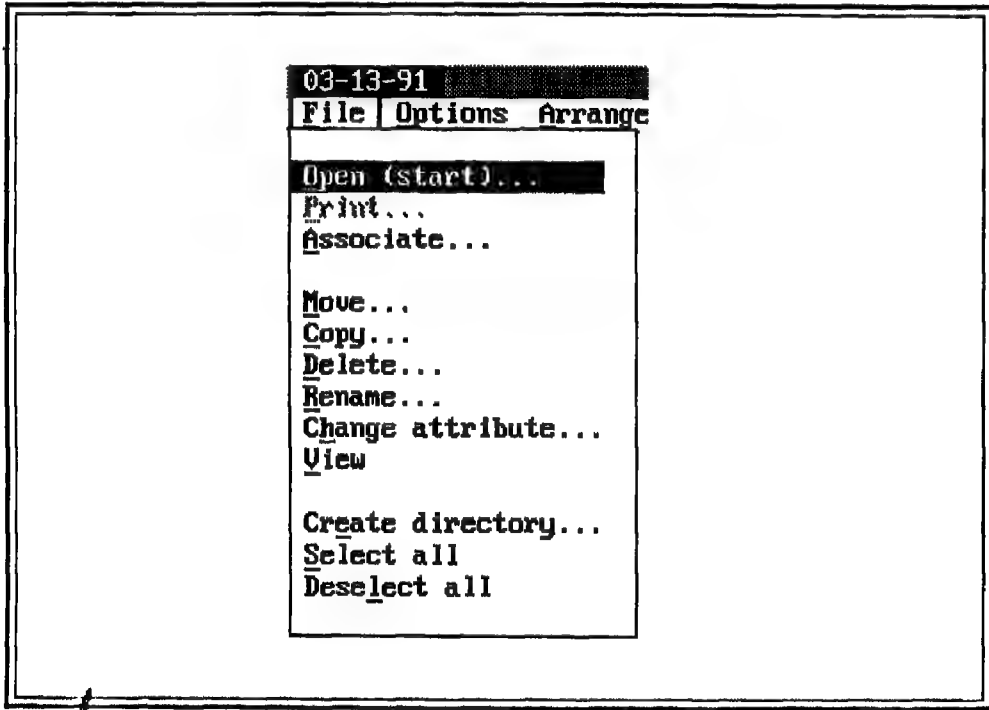 03-13-91
File Options Arrange
Open (start)...
Print...
Associate...
Move...
Copy...
Delete...
Rename...
Change attribute...
View
Create directory...
Select all
Deselect all